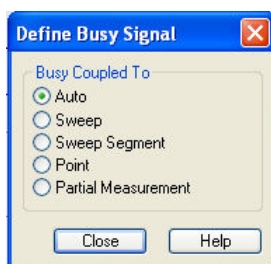 Define Busy Signal
Busy Coupled To
Auto
Sweep
Sweep Segment
Point
Partial Measurement
Close
Help